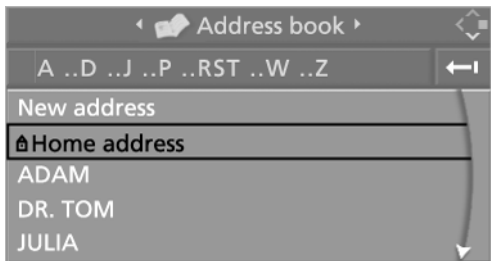 Address book
A ..D ..J ..P ..RST ..W ..Z
New address
Home address
ADAM
DR. TOM
JULIA